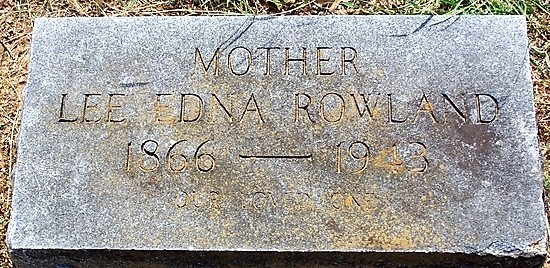 MOTHER
LEE EDNA ROWLAND
1866 — 1943
OUR LOVED ONE